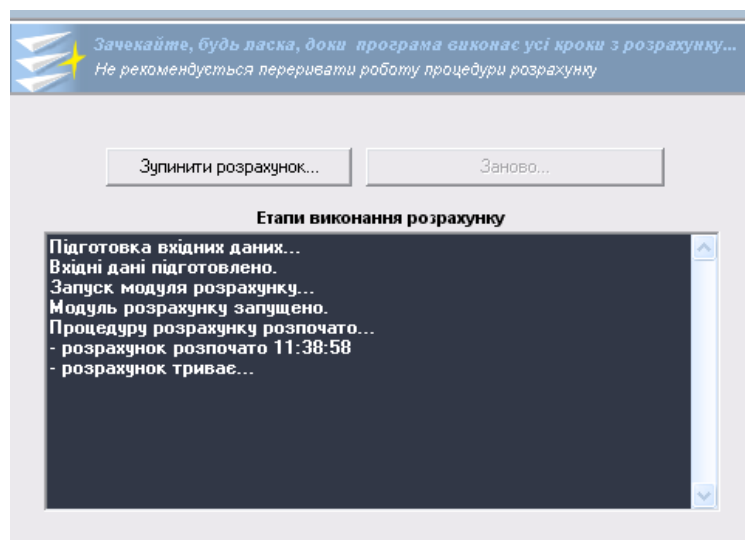 Зачекайте, будь ласка, доки програма виконає усі кроки з розрахунку...
Не рекомендується переривати роботу процедури розрахунку
Зупинити розрахунок...
Заново...
Етапи виконання розрахунку
Підготовка вхідних даних...
Вхідні дані підготовлено.
Запуск модуля розрахунку...
Модуль розрахунку запущено.
Процедуру розрахунку розпочато...
- розрахунок розпочато 11:38:58
- розрахунок триває...